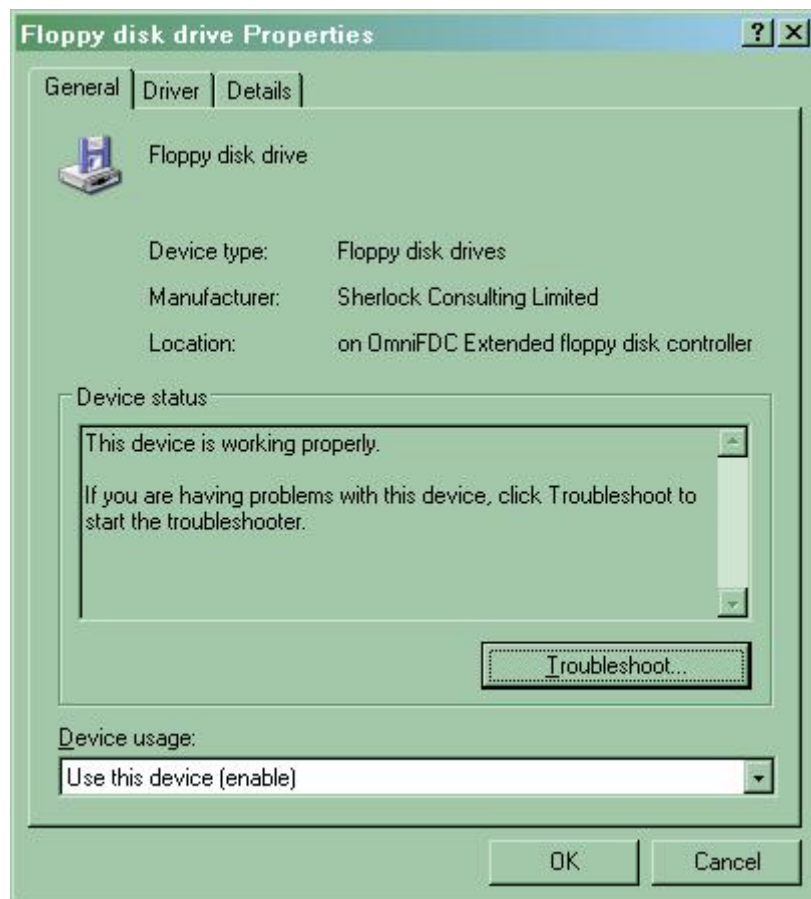 Floppy disk drive Properties
General Driver Details
Floppy disk drive
Device type: Floppy disk drives
Manufacturer: Sherlock Consulting Limited
Location: on OmniFDC Extended floppy disk controller
Device status
This device is working properly.
If you are having problems with this device, click Troubleshoot to
start the troubleshooter.
Troubleshoot...
Device usage:
Use this device (enable)
OK Cancel